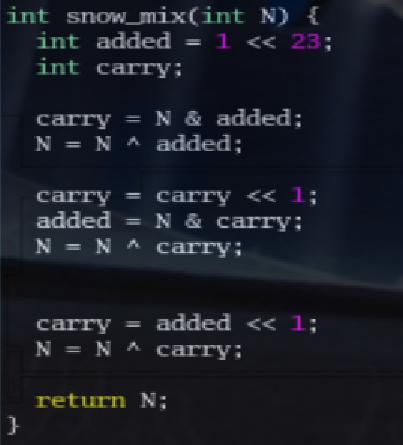 int snow_mix(int N) {
  int added = 1 << 23;
  int carry;

  carry = N & added;
  N = N ^ added;

  carry = carry << 1;
  added = N & carry;
  N = N ^ carry;

  carry = added << 1;
  N = N ^ carry;

  return N;
}